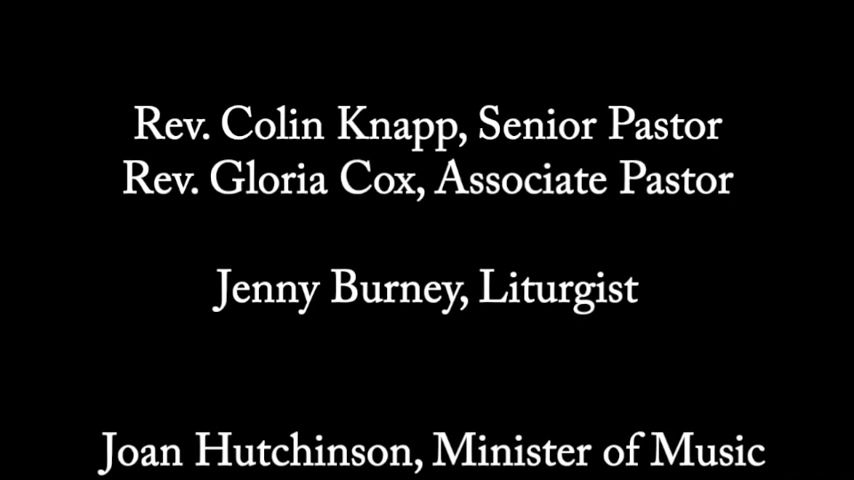 Rev. Colin Knapp, Senior Pastor
Rev. Gloria Cox, Associate Pastor
Jenny Burney, Liturgist
Joan Hutchinson, Minister of Music